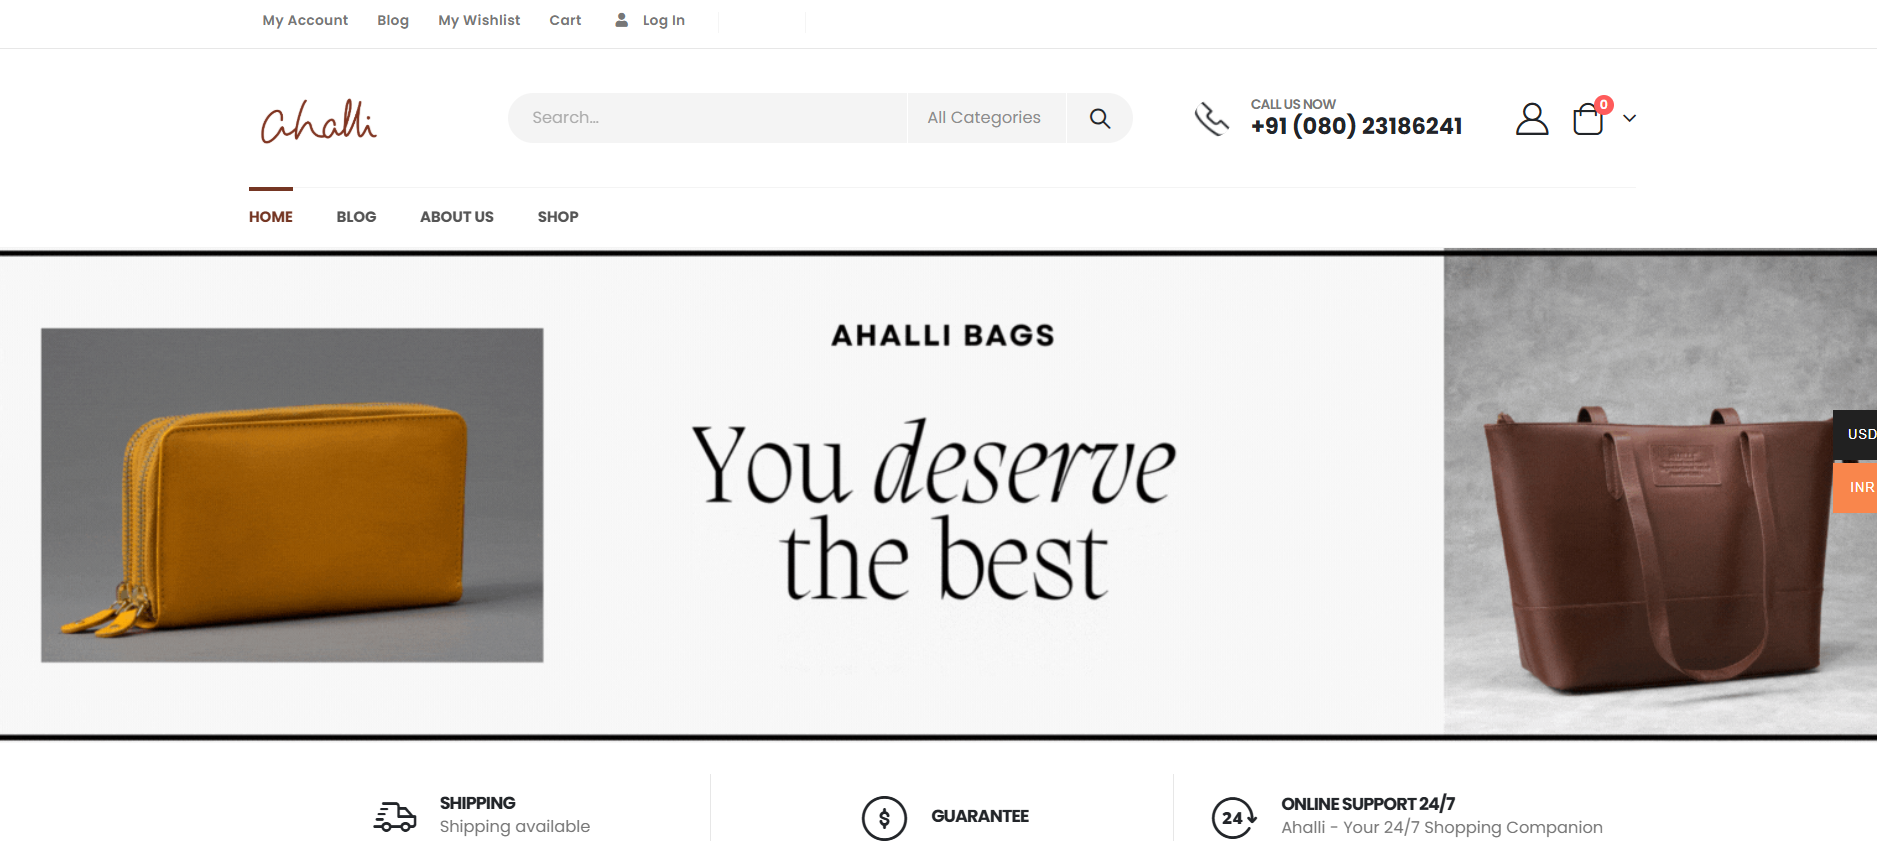 My Account Blog My Wishlist Cart Log In
ahalli
Search...
All Categories
CALL US NOW
+91 (080) 23186241
0
HOME BLOG ABOUT US SHOP
AHALLI BAGS
You deserve
the best
USD
INR
SHIPPING
Shipping available
$
GUARANTEE
24
ONLINE SUPPORT 24/7
Ahalli - Your 24/7 Shopping Companion